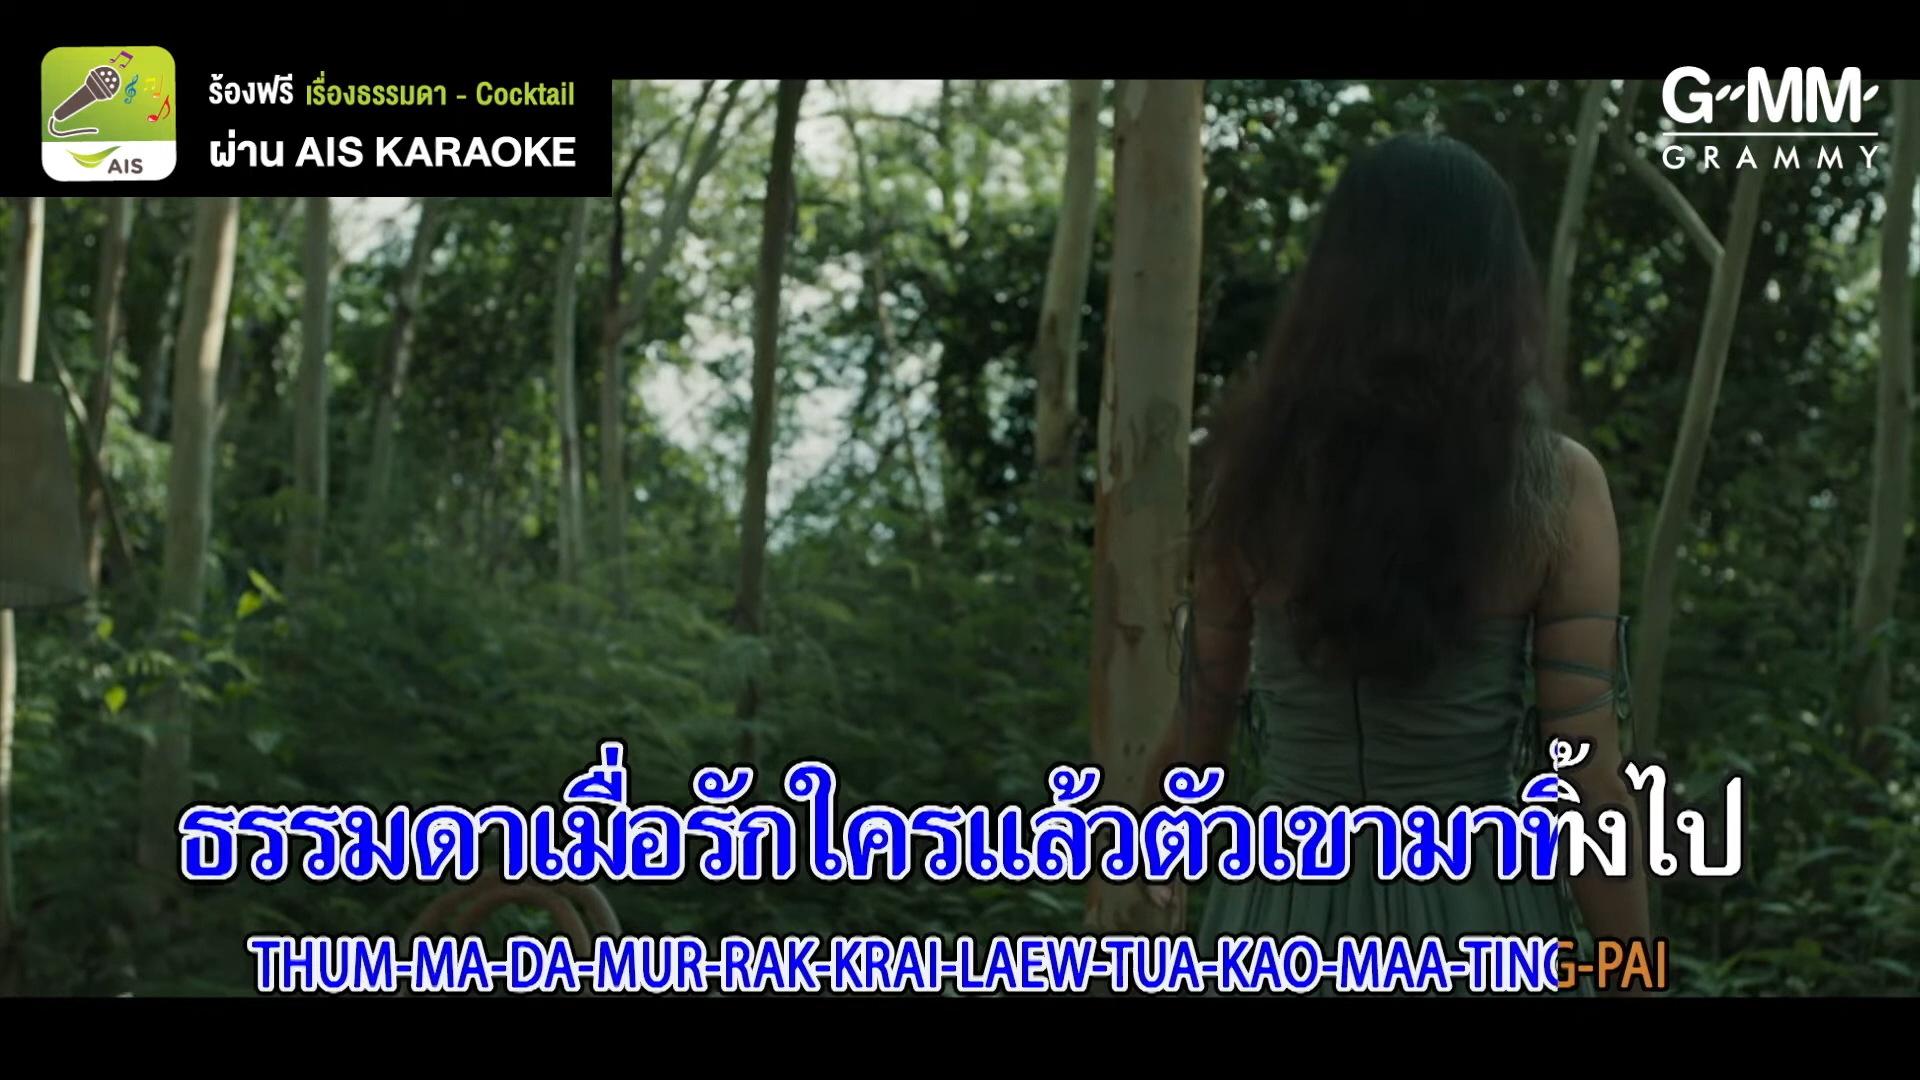 ร้องฟรี เรื่องธรรมดา - Cocktail
ผ่าน AIS KARAOKE
AIS
GMM
GRAMMY
ธรรมดาเมื่อรักใครแล้วตัวเขามาทิ้งไป
THUM-MA-DA-MUR-RAK-KRAI-LAEW-TUA-KAO-MAA-TING-PAI